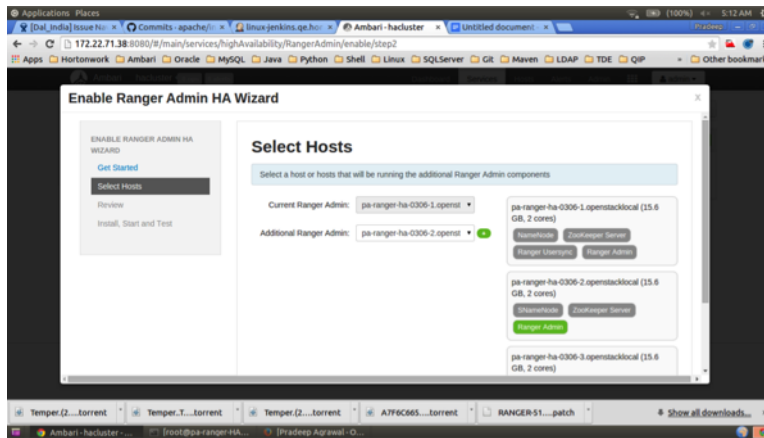 Applications Places (100%) 5:12 AM
[Dal_India] Issue Na Commits · apache/ linux-jenkins.qe.ho Ambari - hacluster Untitled document - Pradeep
172.22.71.38:8080/#/main/services/highAvailability/RangerAdmin/enable/step2
Apps Hortonwork Ambari Oracle MySQL Java Python Shell Linux SQLServer Git Maven LDAP TDE QIP » Other bookmar
Enable Ranger Admin HA Wizard X
ENABLE RANGER ADMIN HA
WIZARD
Get Started
Select Hosts
Review
Install, Start and Test
Select Hosts
Select a host or hosts that will be running the additional Ranger Admin components
Current Ranger Admin: pa-ranger-ha-0306-1.openst
Additional Ranger Admin: pa-ranger-ha-0306-2.openst +
pa-ranger-ha-0306-1.openstacklocal (15.6
GB, 2 cores)
NameNode ZooKeeper Server
Ranger Usersync Ranger Admin
pa-ranger-ha-0306-2.openstacklocal (15.6
GB, 2 cores)
SNameNode ZooKeeper Server
Ranger Admin
pa-ranger-ha-0306-3.openstacklocal (15.6
GB, 2 cores)
Temper.(2....torrent Temper..T....torrent Temper.(2....torrent A7F6C665....torrent RANGER-51....patch Show all downloads...
Ambari - hacluster -... [root@pa-ranger-HA... [Pradeep Agrawal - O...